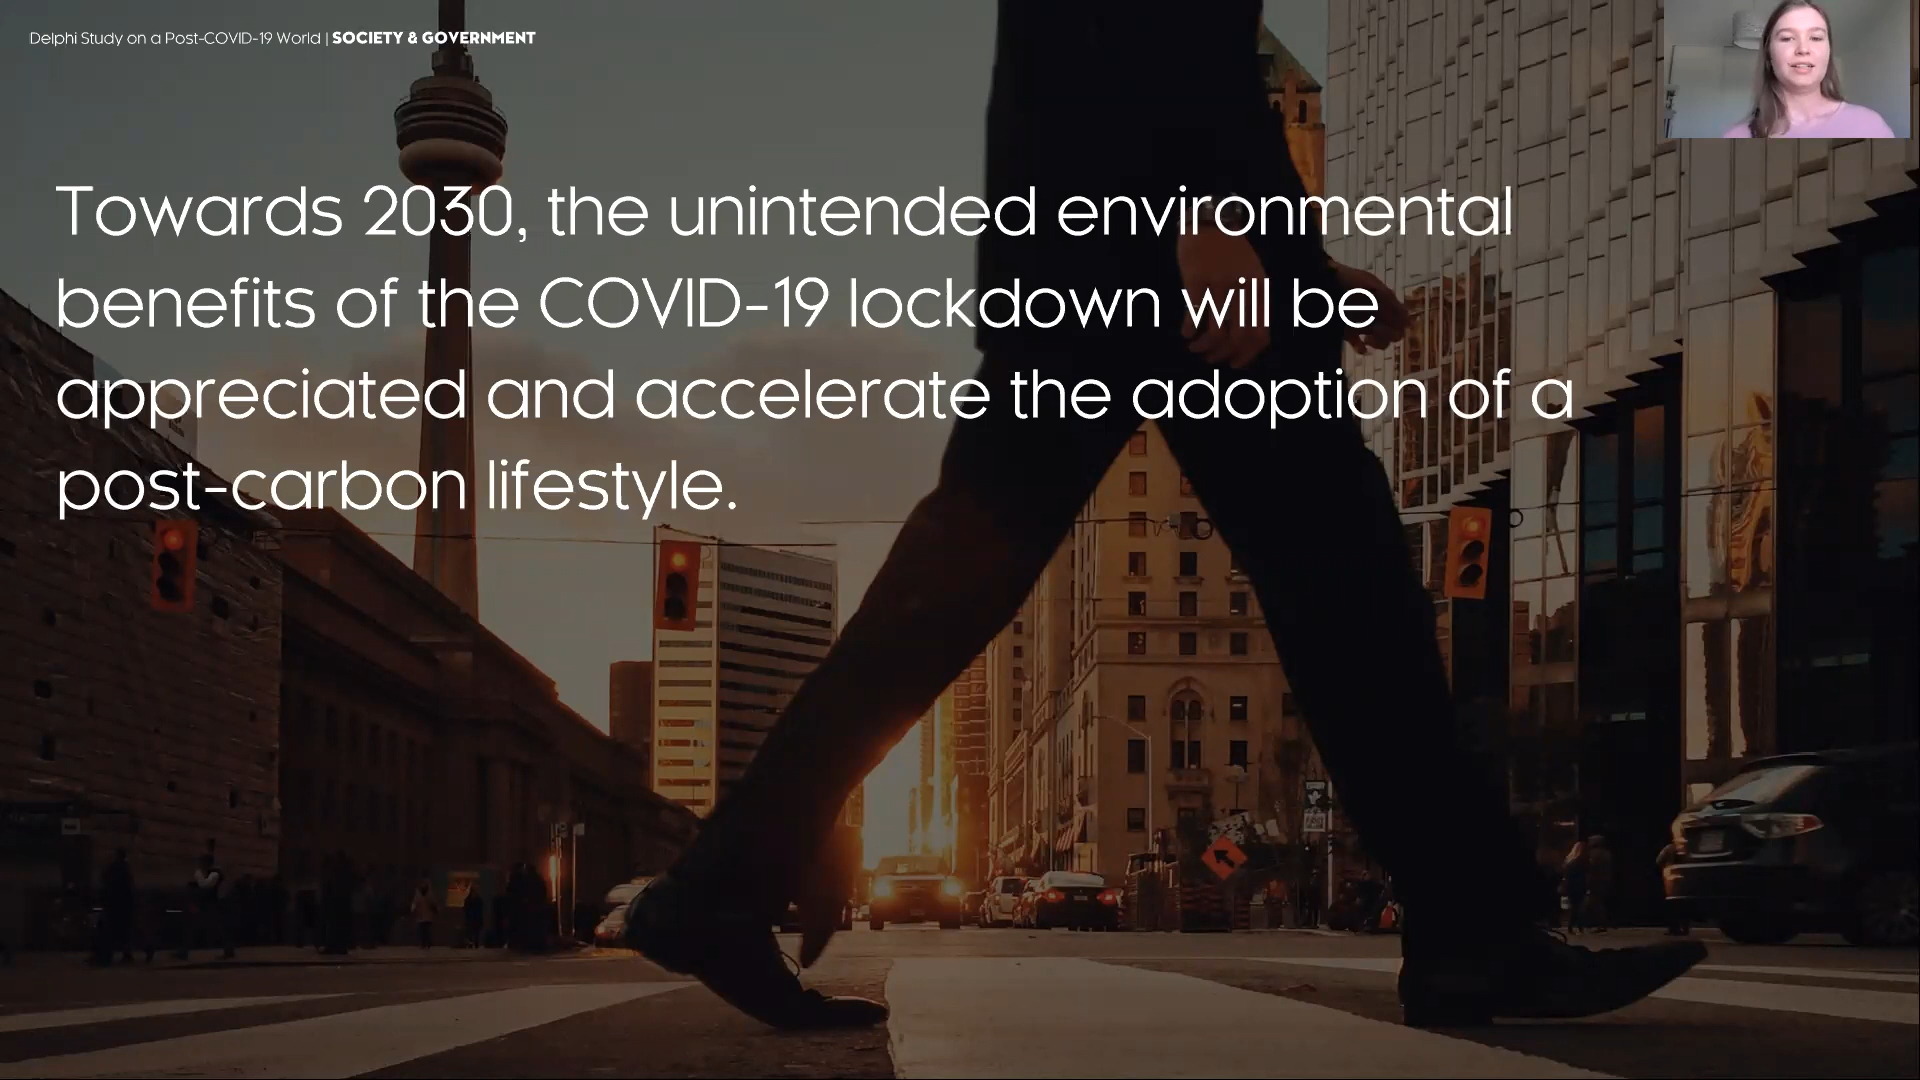 Delphi Study on a Post-COVID-19 World | SOCIETY & GOVERNMENT
Towards 2030, the unintended environmental
benefits of the COVID-19 lockdown will be
appreciated and accelerate the adoption of a
post-carbon lifestyle.